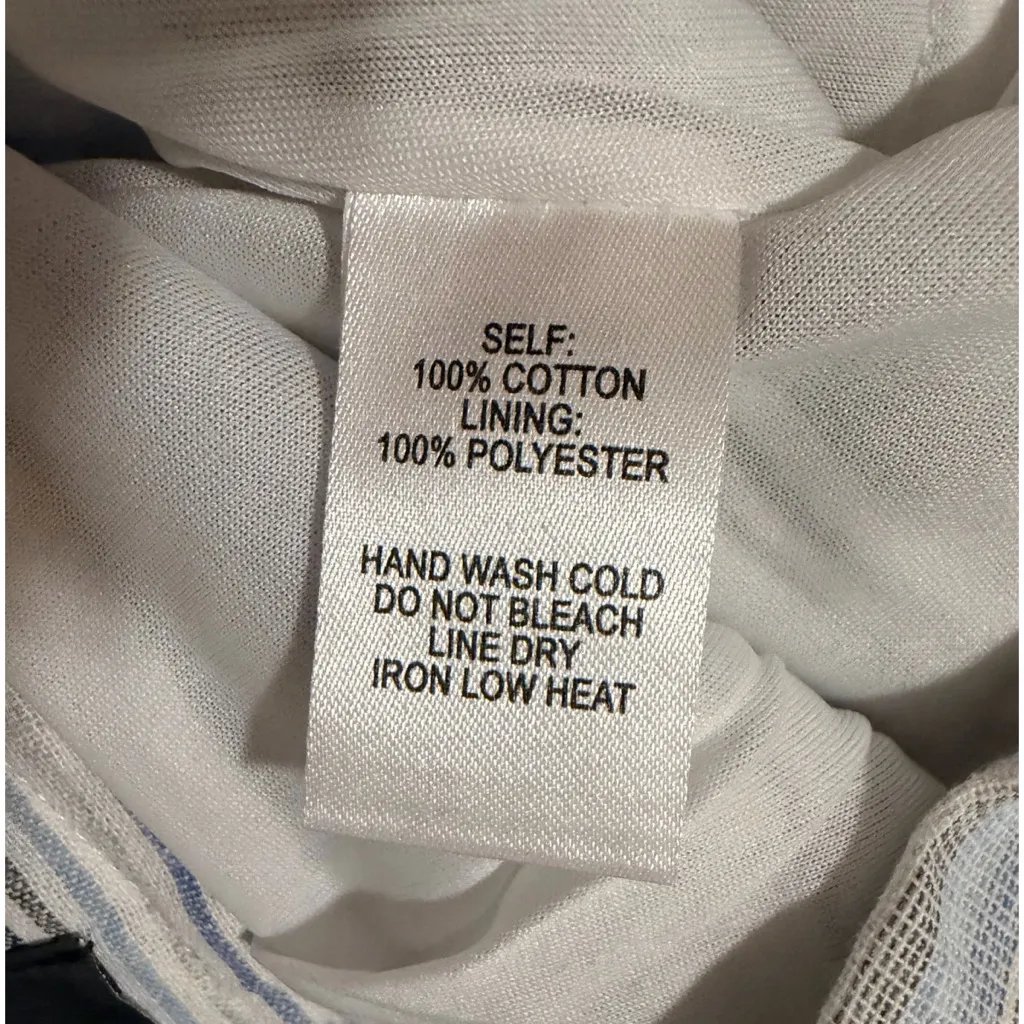 SELF:
100% COTTON
LINING:
100% POLYESTER
HAND WASH COLD
DO NOT BLEACH
LINE DRY
IRON LOW HEAT